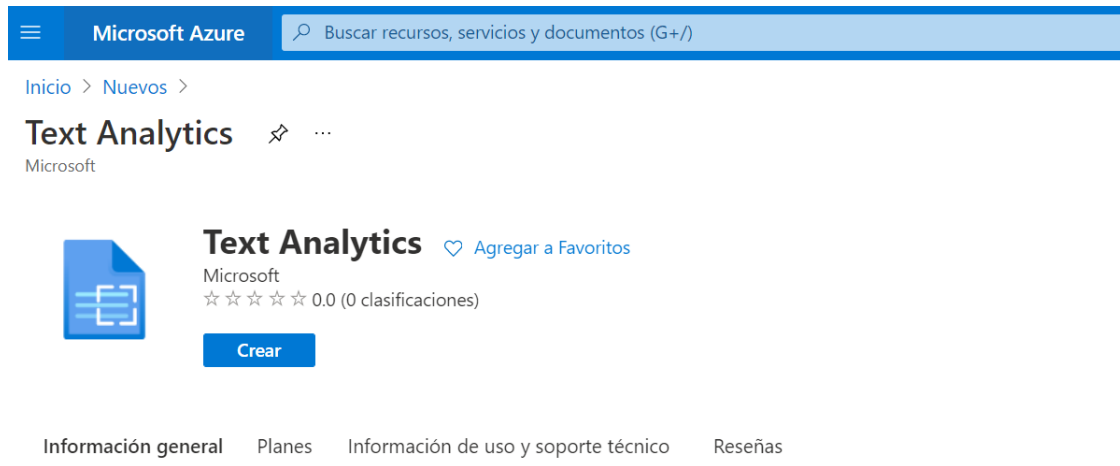 Microsoft Azure Buscar recursos, servicios y documentos (G+/)
Inicio > Nuevos >
Text Analytics ...
Microsoft
Text Analytics Agregar a Favoritos
Microsoft
0.0 (0 clasificaciones)
Crear
Información general Planes Información de uso y soporte técnico Reseñas